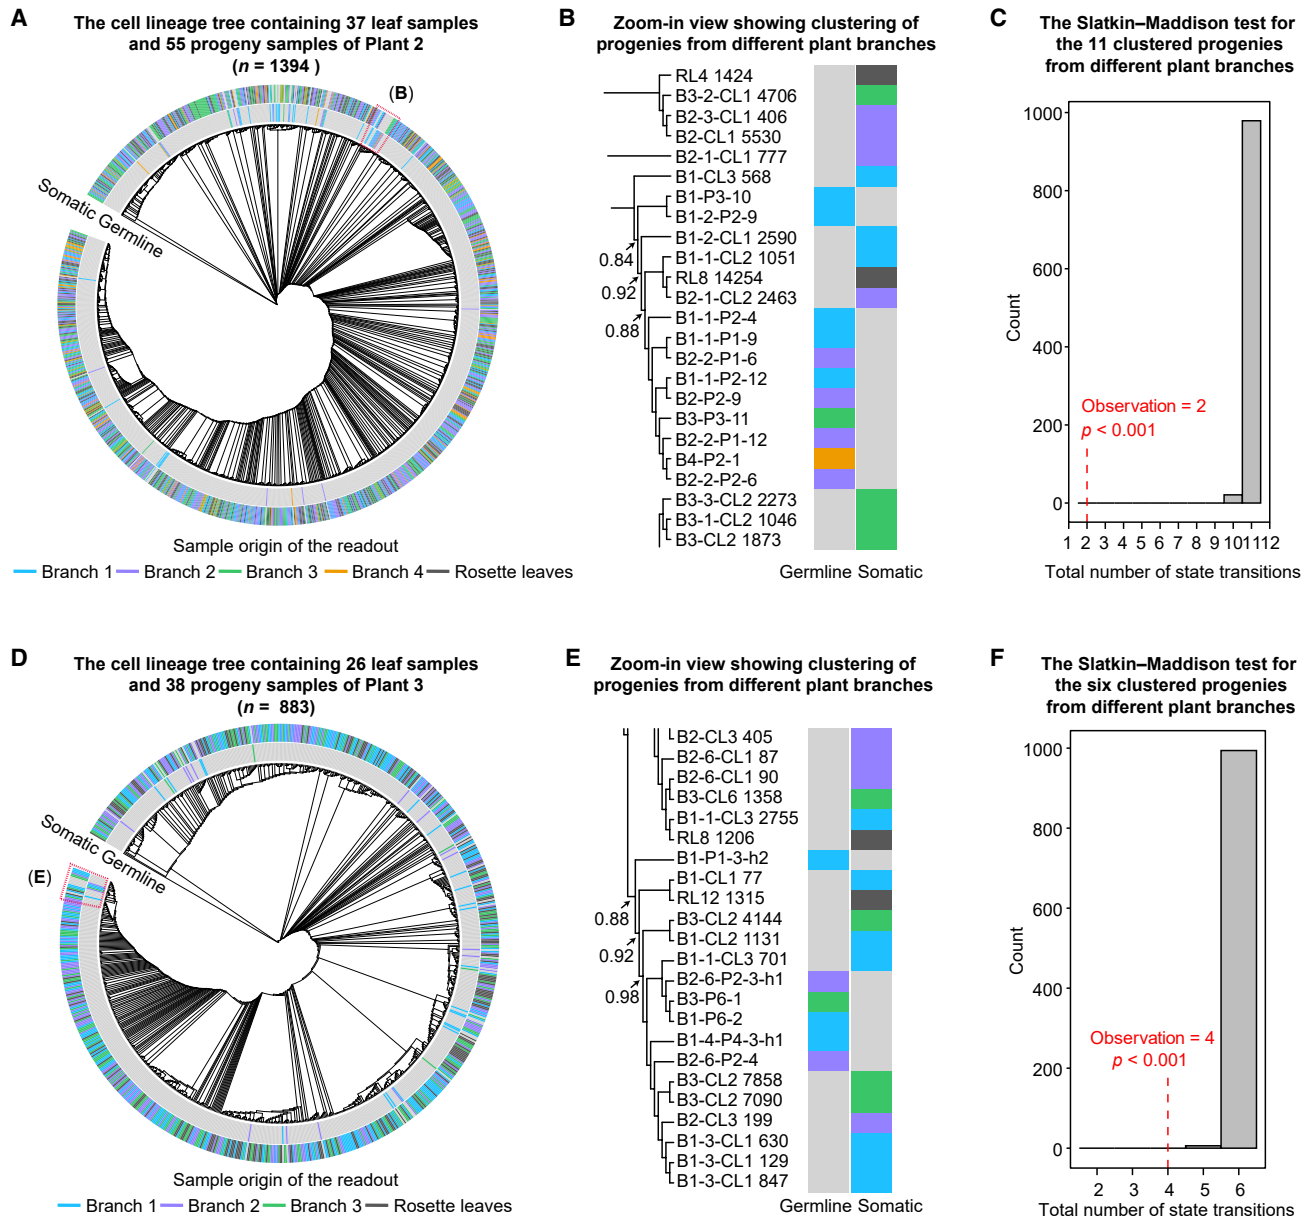 A
The cell lineage tree containing 37 leaf samples
and 55 progeny samples of Plant 2
(n = 1394 )
(B)
Somatic Germline
Sample origin of the readout
Branch 1 Branch 2 Branch 3 Branch 4 Rosette leaves
B
Zoom-in view showing clustering of
progenies from different plant branches
RL4 1424
B3-2-CL1 4706
B2-3-CL1 406
B2-CL1 5530
B2-1-CL1 777
B1-CL3 568
B1-P3-10
B1-2-P2-9
B1-2-CL1 2590
B1-1-CL2 1051
RL8 14254
B2-1-CL2 2463
B1-1-P2-4
B1-1-P1-9
B2-2-P1-6
B1-1-P2-12
B2-P2-9
B3-P3-11
B2-2-P1-12
B4-P2-1
B2-2-P2-6
B3-3-CL2 2273
B3-1-CL2 1046
B3-CL2 1873
0.84
0.92
0.88
Germline Somatic
C
The Slatkin–Maddison test for
the 11 clustered progenies
from different plant branches
Count
1000
800
600
400
200
0
Observation = 2
p < 0.001
1 2 3 4 5 6 7 8 9 10 11 12
Total number of state transitions
D
The cell lineage tree containing 26 leaf samples
and 38 progeny samples of Plant 3
(n = 883)
(E)
Somatic Germline
Sample origin of the readout
Branch 1 Branch 2 Branch 3 Rosette leaves
E
Zoom-in view showing clustering of
progenies from different plant branches
B2-CL3 405
B2-6-CL1 87
B2-6-CL1 90
B3-CL6 1358
B1-1-CL3 2755
RL8 1206
B1-P1-3-h2
B1-CL1 77
RL12 1315
B3-CL2 4144
B1-CL2 1131
B1-1-CL3 701
B2-6-P2-3-h1
B3-P6-1
B1-P6-2
B1-4-P4-3-h1
B2-6-P2-4
B3-CL2 7858
B3-CL2 7090
B2-CL3 199
B1-3-CL1 630
B1-3-CL1 129
B1-3-CL1 847
0.88
0.92
0.98
Germline Somatic
F
The Slatkin–Maddison test for
the six clustered progenies
from different plant branches
Count
1000
800
600
400
200
0
Observation = 4
p < 0.001
2 3 4 5 6
Total number of state transitions